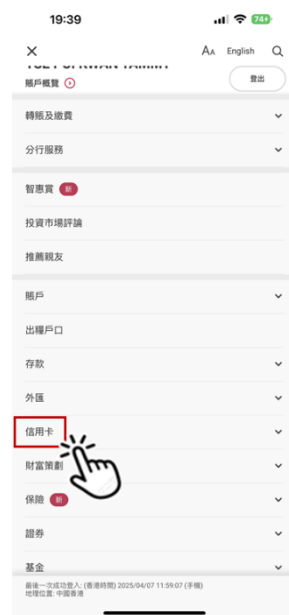 19:39
74
AA English
賬戶概覽
登出
轉賬及繳費
分行服務
智惠賞 新
投資市場評論
推薦親友
賬戶
出糧戶口
存款
外匯
信用卡
財富策劃
保險 新
證券
基金
最後一次成功登入: (香港時間) 2025/04/07 11:59:07 (手機)
地理位置: 中國香港